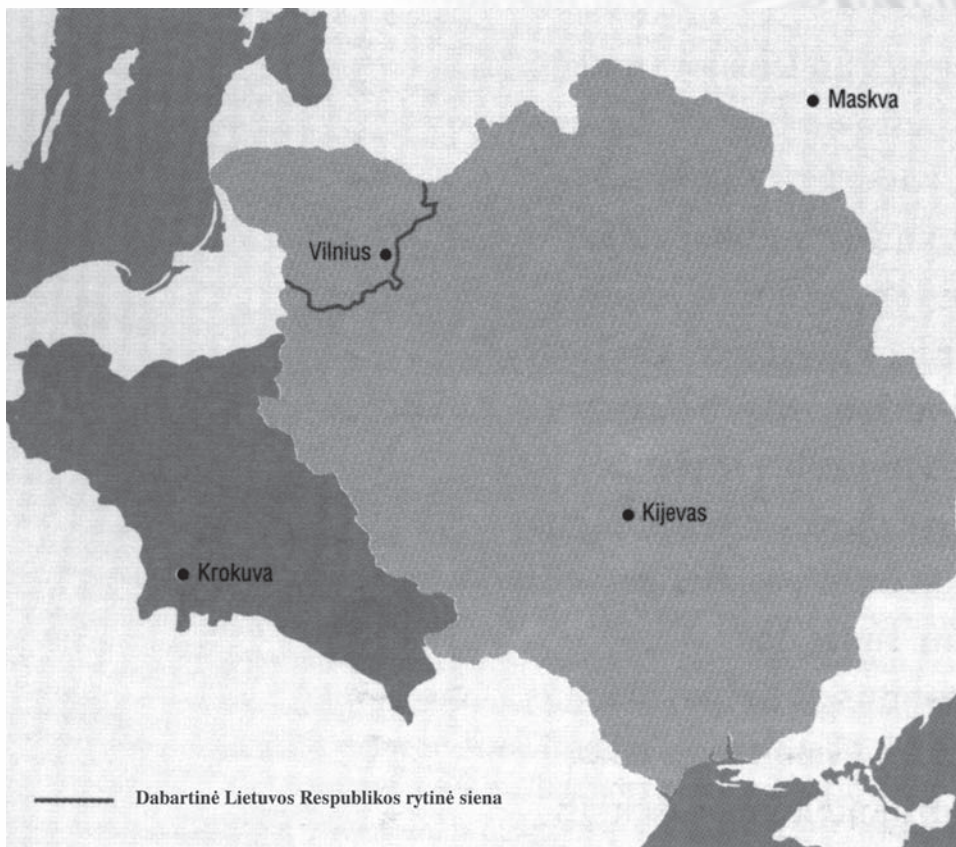 Maskva
Vilnius
Kijevas
Krokuva
Dabartinė Lietuvos Respublikos rytinė siena